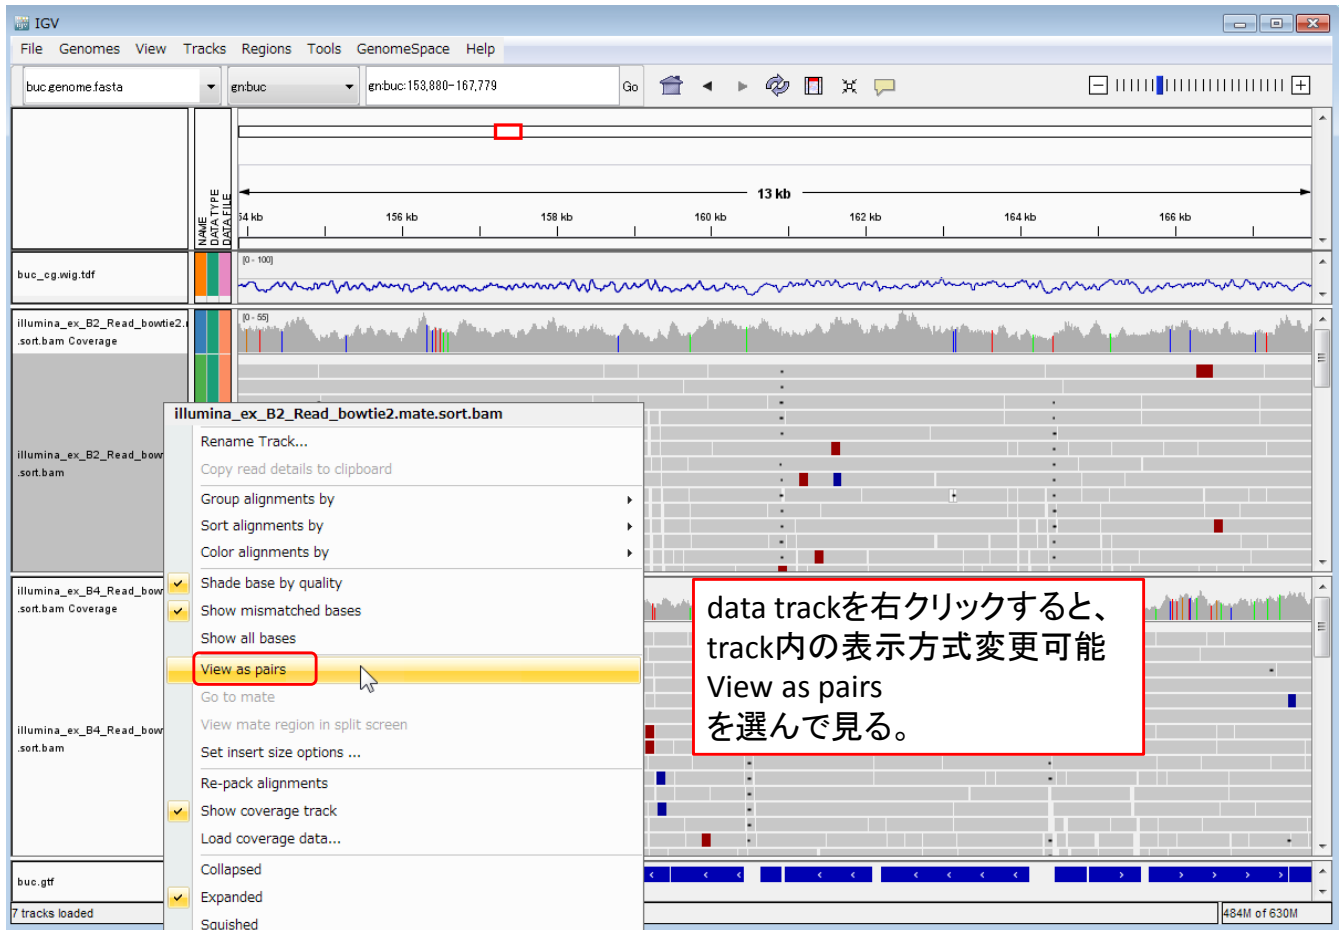 IGV
File Genomes View Tracks Regions Tools GenomeSpace Help
buc.genome.fasta gn:buc gn:buc:153,880-167,779 Go
NAME
DATA TYPE
DATA FILE
13 kb
54 kb 156 kb 158 kb 160 kb 162 kb 164 kb 166 kb
buc_cg.wig.tdf
[0 - 100]
illumina_ex_B2_Read_bowtie2.
.sort.bam Coverage
[0 - 55]
illumina_ex_B2_Read_bow
.sort.bam
illumina_ex_B2_Read_bowtie2.mate.sort.bam
Rename Track...
Copy read details to clipboard
Group alignments by
Sort alignments by
Color alignments by
Shade base by quality
Show mismatched bases
Show all bases
View as pairs
Go to mate
View mate region in split screen
Set insert size options ...
Re-pack alignments
Show coverage track
Load coverage data...
Collapsed
Expanded
Squished
illumina_ex_B4_Read_bow
.sort.bam Coverage
illumina_ex_B4_Read_bow
.sort.bam
data trackを右クリックすると、
track内の表示方式変更可能
View as pairs
を選んで見る。
buc.gtf
7 tracks loaded
484M of 630M